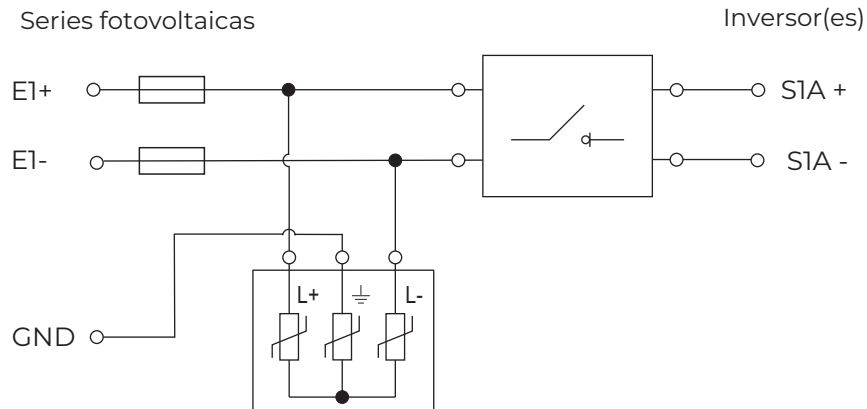 Series fotovoltaicas
Inversor(es)
E1+
S1A +
E1-
S1A -
L+
L-
GND